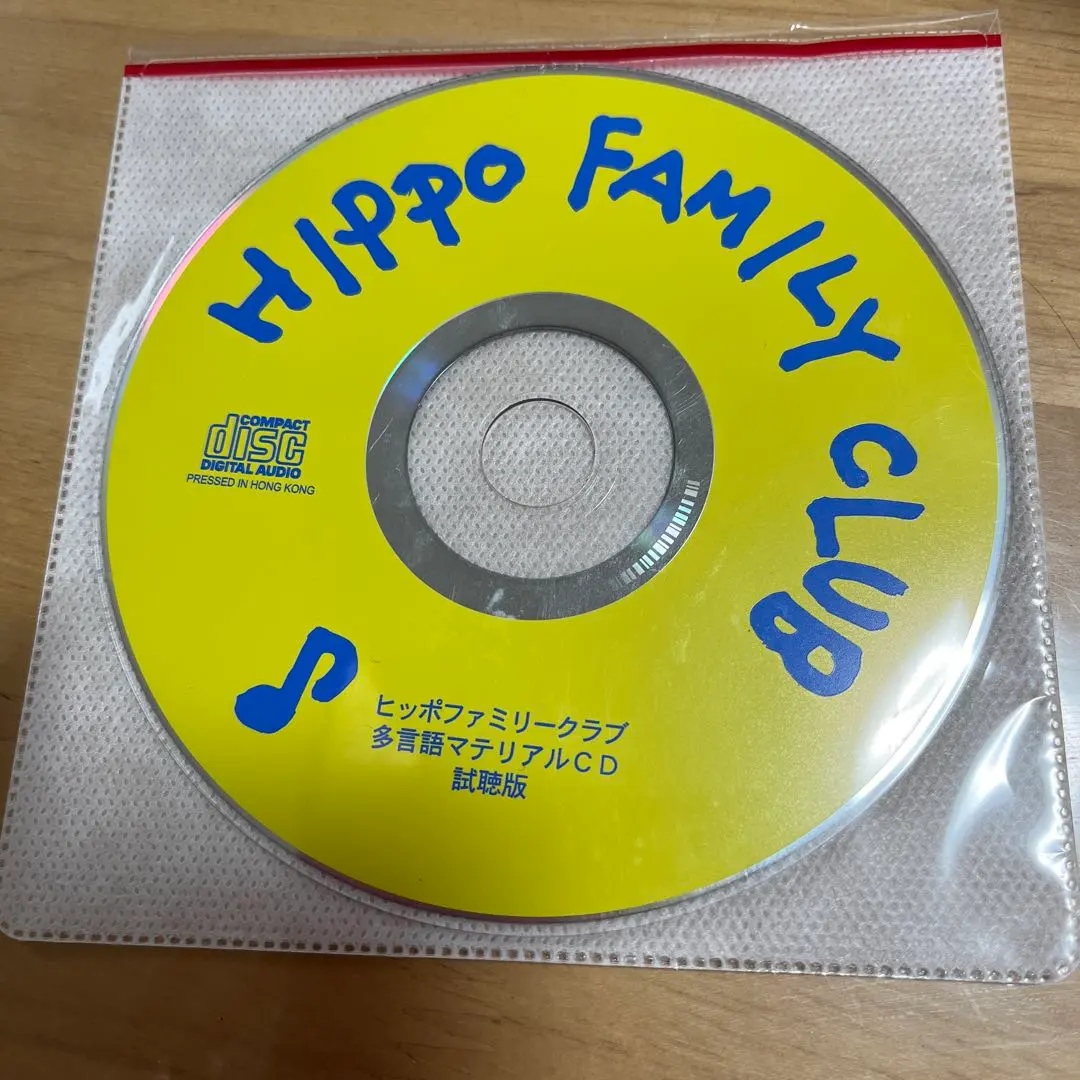 HIPPO FAMILY CLUB
COMPACT
disc
DIGITAL AUDIO
PRESSED IN HONG KONG
ヒッポファミリークラブ
多言語マテリアルCD
試聴版